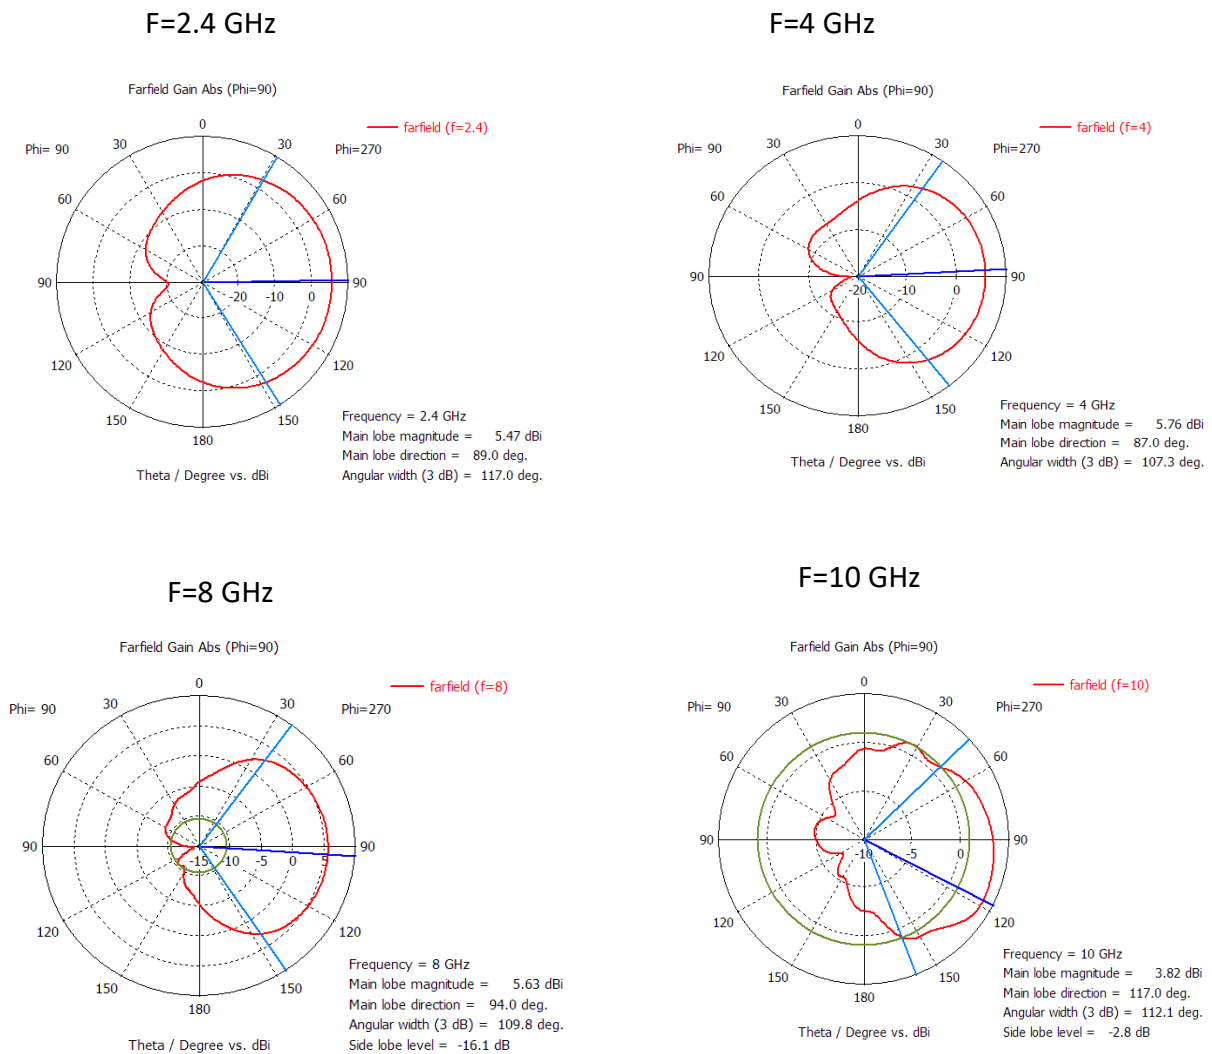 F=2.4 GHz
Farfield Gain Abs (Phi=90)
farfield (f=2.4)
Phi= 90
30
0
30
Phi=270
60
60
90
-20
-10
0
90
120
120
150
150
180
Frequency = 2.4 GHz
Main lobe magnitude = 5.47 dBi
Main lobe direction = 89.0 deg.
Angular width (3 dB) = 117.0 deg.
Theta / Degree vs. dBi
F=4 GHz
Farfield Gain Abs (Phi=90)
farfield (f=4)
Phi= 90
30
0
30
Phi=270
60
60
90
-20
-10
0
90
120
120
150
150
180
Frequency = 4 GHz
Main lobe magnitude = 5.76 dBi
Main lobe direction = 87.0 deg.
Angular width (3 dB) = 107.3 deg.
Theta / Degree vs. dBi
F=8 GHz
Farfield Gain Abs (Phi=90)
farfield (f=8)
Phi= 90
30
0
30
Phi=270
60
60
90
-15
-10
-5
0
5
90
120
120
150
150
180
Frequency = 8 GHz
Main lobe magnitude = 5.63 dBi
Main lobe direction = 94.0 deg.
Angular width (3 dB) = 109.8 deg.
Side lobe level = -16.1 dB
Theta / Degree vs. dBi
F=10 GHz
Farfield Gain Abs (Phi=90)
farfield (f=10)
Phi= 90
30
0
30
Phi=270
60
60
90
-10
-5
0
90
120
120
150
150
180
Frequency = 10 GHz
Main lobe magnitude = 3.82 dBi
Main lobe direction = 117.0 deg.
Angular width (3 dB) = 112.1 deg.
Side lobe level = -2.8 dB
Theta / Degree vs. dBi